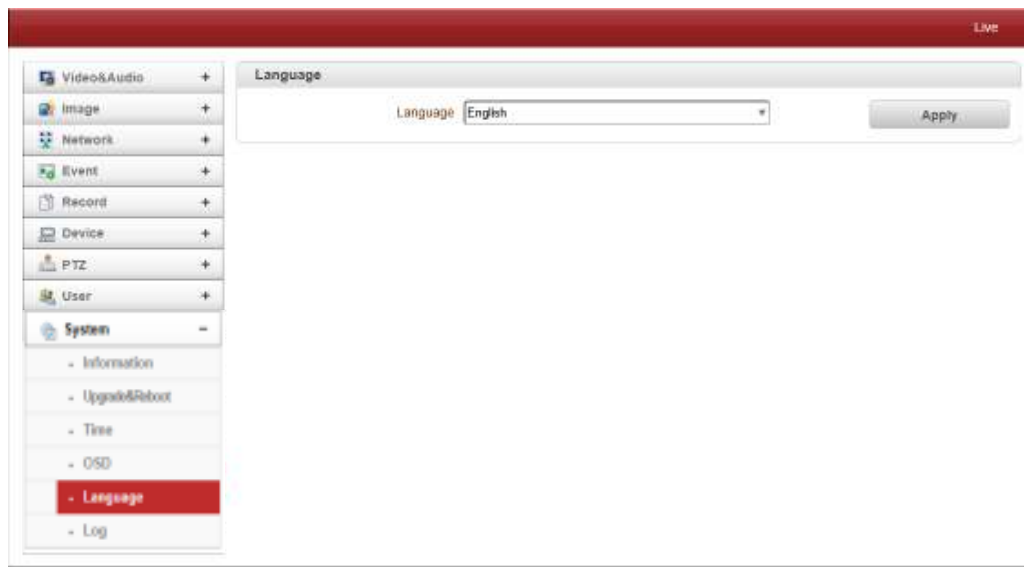 Live
Video&Audio +
Image +
Network +
Event +
Record +
Device +
PTZ +
User +
System -
- Information
- Upgrade&Reboot
- Time
- OSD
- Language
- Log
Language
Language English
Apply